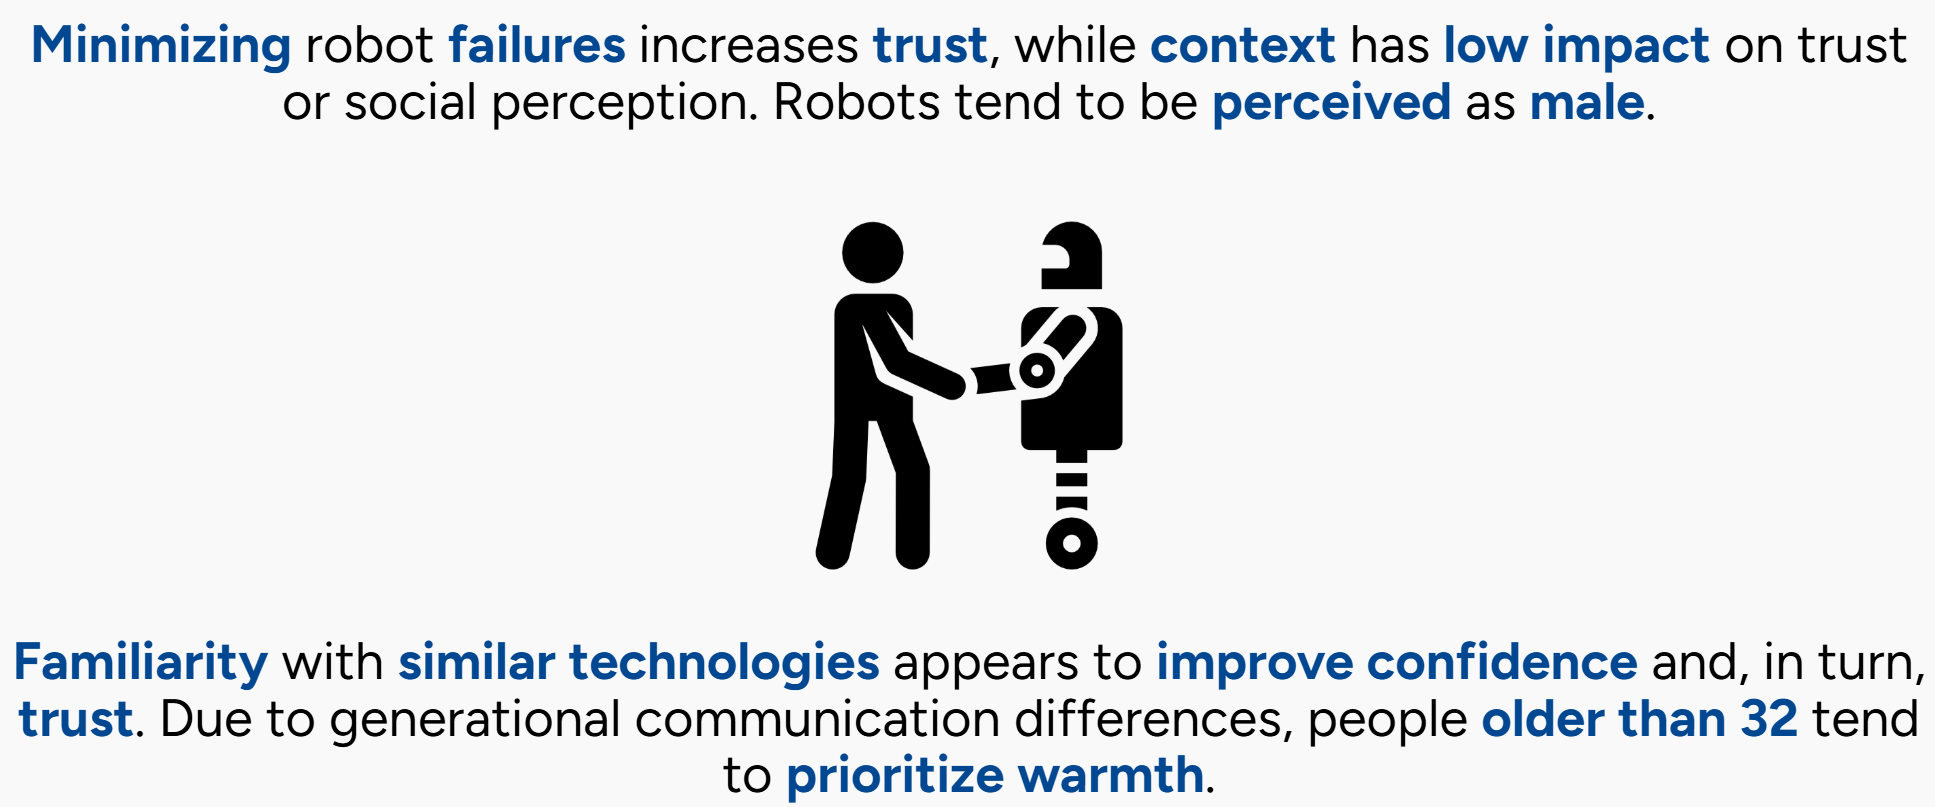 Minimizing robot failures increases trust, while context has low impact on trust
or social perception. Robots tend to be perceived as male.
Familiarity with similar technologies appears to improve confidence and, in turn,
trust. Due to generational communication differences, people older than 32 tend
to prioritize warmth.